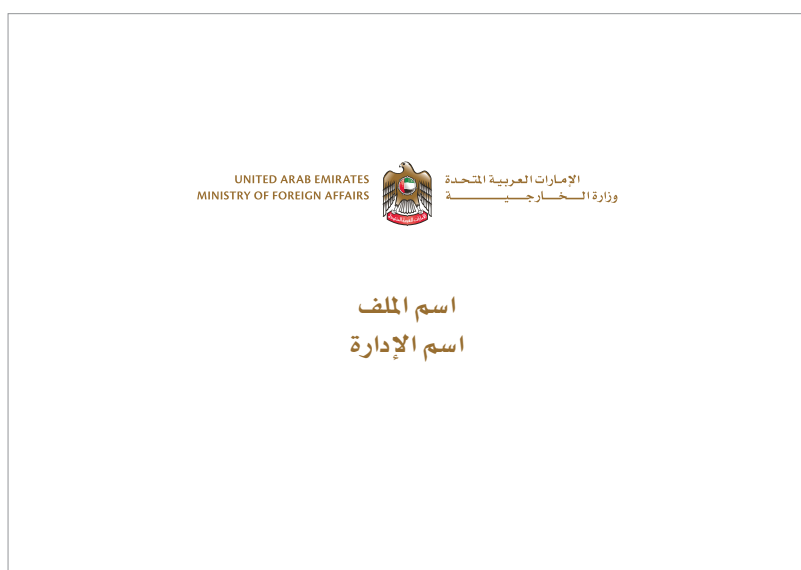 UNITED ARAB EMIRATES
MINISTRY OF FOREIGN AFFAIRS
الإمارات العربية المتحدة
وزارة الخارجية
اسم الملف
اسم الإدارة